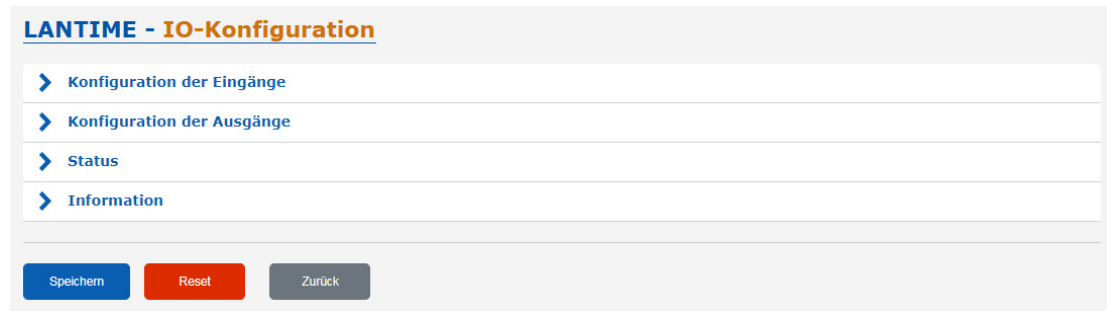 LANTIME - IO-Konfiguration
Konfiguration der Eingänge
Konfiguration der Ausgänge
Status
Information
Speichern Reset Zurück